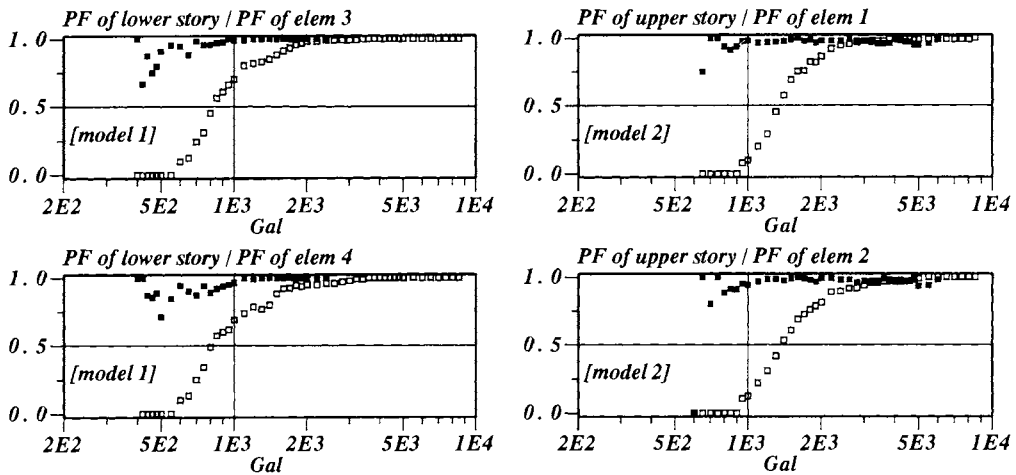 PF of lower story / PF of elem 3
1.0
0.5
[model 1]
0.0
2E2 5E2 1E3 2E3 5E3 1E4
Gal
PF of upper story / PF of elem 1
1.0
0.5
[model 2]
0.0
2E2 5E2 1E3 2E3 5E3 1E4
Gal
PF of lower story / PF of elem 4
1.0
0.5
[model 1]
0.0
2E2 5E2 1E3 2E3 5E3 1E4
Gal
PF of upper story / PF of elem 2
1.0
0.5
[model 2]
0.0
2E2 5E2 1E3 2E3 5E3 1E4
Gal